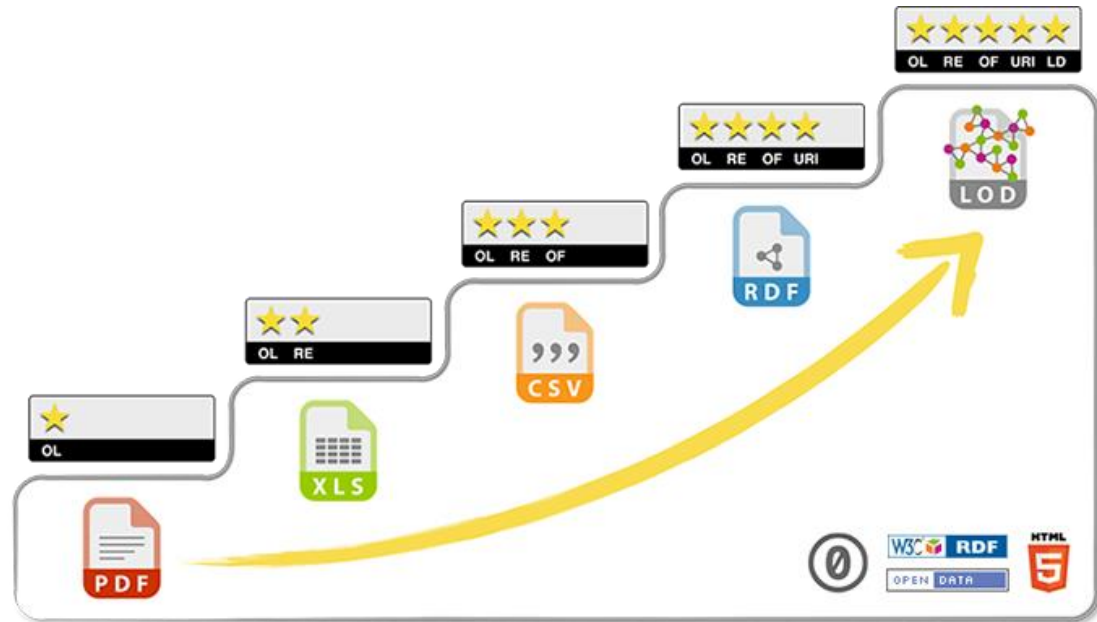 OL RE OF URI LD
LOD
OL RE OF URI
RDF
OL RE OF
,,,
CSV
OL RE
XLS
OL
PDF
0
W3C RDF
OPEN DATA
HTML
5